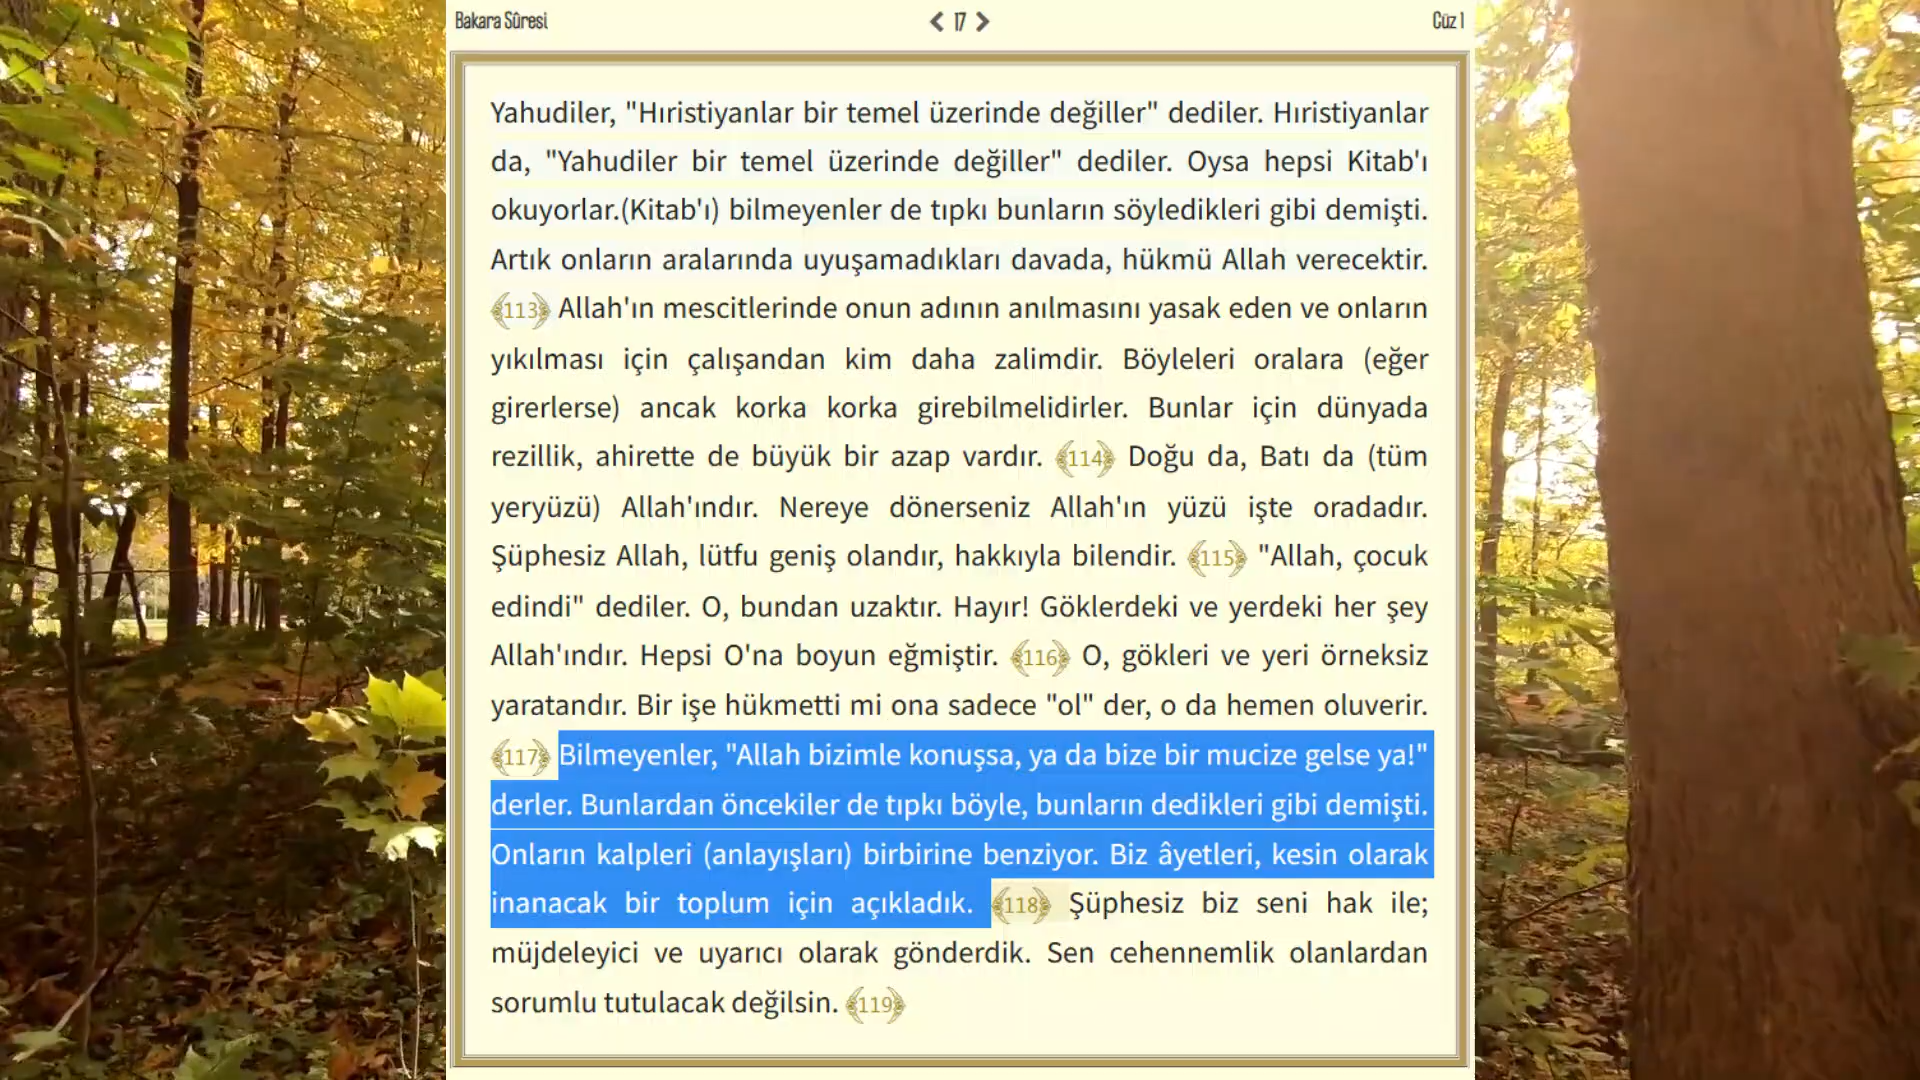 Bakara Sûresi
17
Cüz 1
Yahudiler, "Hıristiyanlar bir temel üzerinde değiller" dediler. Hıristiyanlar
da, "Yahudiler bir temel üzerinde değiller" dediler. Oysa hepsi Kitab'ı
okuyorlar.(Kitab'ı) bilmeyenler de tıpkı bunların söyledikleri gibi demişti.
Artık onların aralarında uyuşamadıkları davada, hükmü Allah verecektir.
113 Allah'ın mescitlerinde onun adının anılmasını yasak eden ve onların
yıkılması için çalışandan kim daha zalimdir. Böyleleri oralara (eğer
girerlerse) ancak korka korka girebilmelidirler. Bunlar için dünyada
rezillik, ahirette de büyük bir azap vardır. 114 Doğu da, Batı da (tüm
yeryüzü) Allah'ındır. Nereye dönerseniz Allah'ın yüzü işte oradadır.
Şüphesiz Allah, lütfu geniş olandır, hakkıyla bilendir. 115 "Allah, çocuk
edindi" dediler. O, bundan uzaktır. Hayır! Göklerdeki ve yerdeki her şey
Allah'ındır. Hepsi O'na boyun eğmiştir. 116 O, gökleri ve yeri örneksiz
yaratandır. Bir işe hükmetti mi ona sadece "ol" der, o da hemen oluverir.
117 Bilmeyenler, "Allah bizimle konuşsa, ya da bize bir mucize gelse ya!"
derler. Bunlardan öncekiler de tıpkı böyle, bunların dedikleri gibi demişti.
Onların kalpleri (anlayışları) birbirine benziyor. Biz âyetleri, kesin olarak
inanacak bir toplum için açıkladık. 118 Şüphesiz biz seni hak ile;
müjdeleyici ve uyarıcı olarak gönderdik. Sen cehennemlik olanlardan
sorumlu tutulacak değilsin. 119